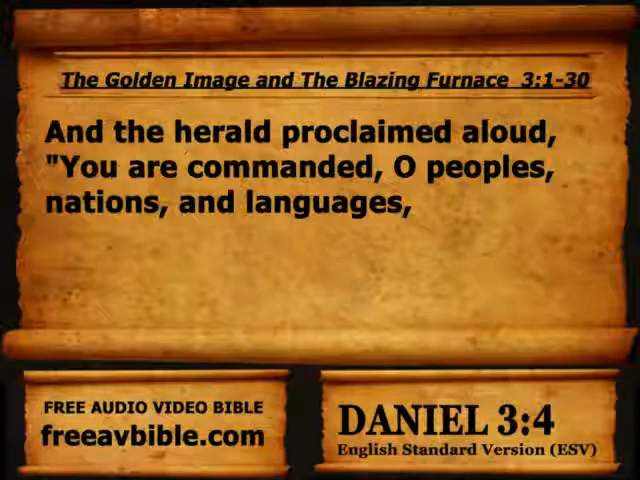 The Golden Image and The Blazing Furnace 3:1-30
And the herald proclaimed aloud,
"You are commanded, O peoples,
nations, and languages,
FREE AUDIO VIDEO BIBLE
freeavbible.com
DANIEL 3:4
English Standard Version (ESV)